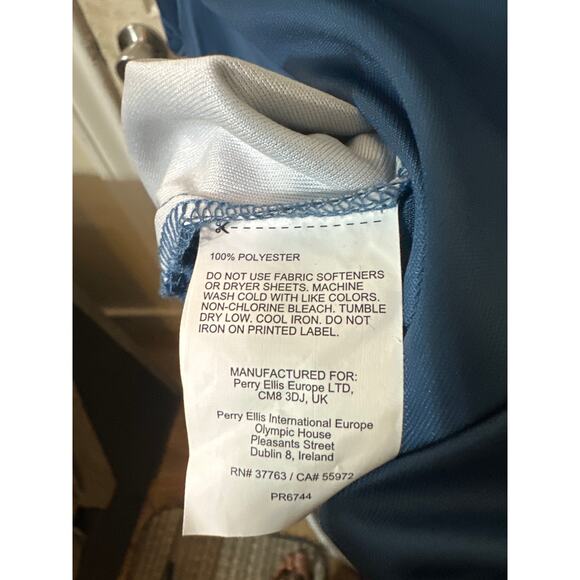 100% POLYESTER
DO NOT USE FABRIC SOFTENERS
OR DRYER SHEETS. MACHINE
WASH COLD WITH LIKE COLORS.
NON-CHLORINE BLEACH. TUMBLE
DRY LOW. COOL IRON. DO NOT
IRON ON PRINTED LABEL.
MANUFACTURED FOR:
Perry Ellis Europe LTD,
CM8 3DJ, UK
Perry Ellis International Europe
Olympic House
Pleasants Street
Dublin 8, Ireland
RN# 37763 / CA# 55972
PR6744